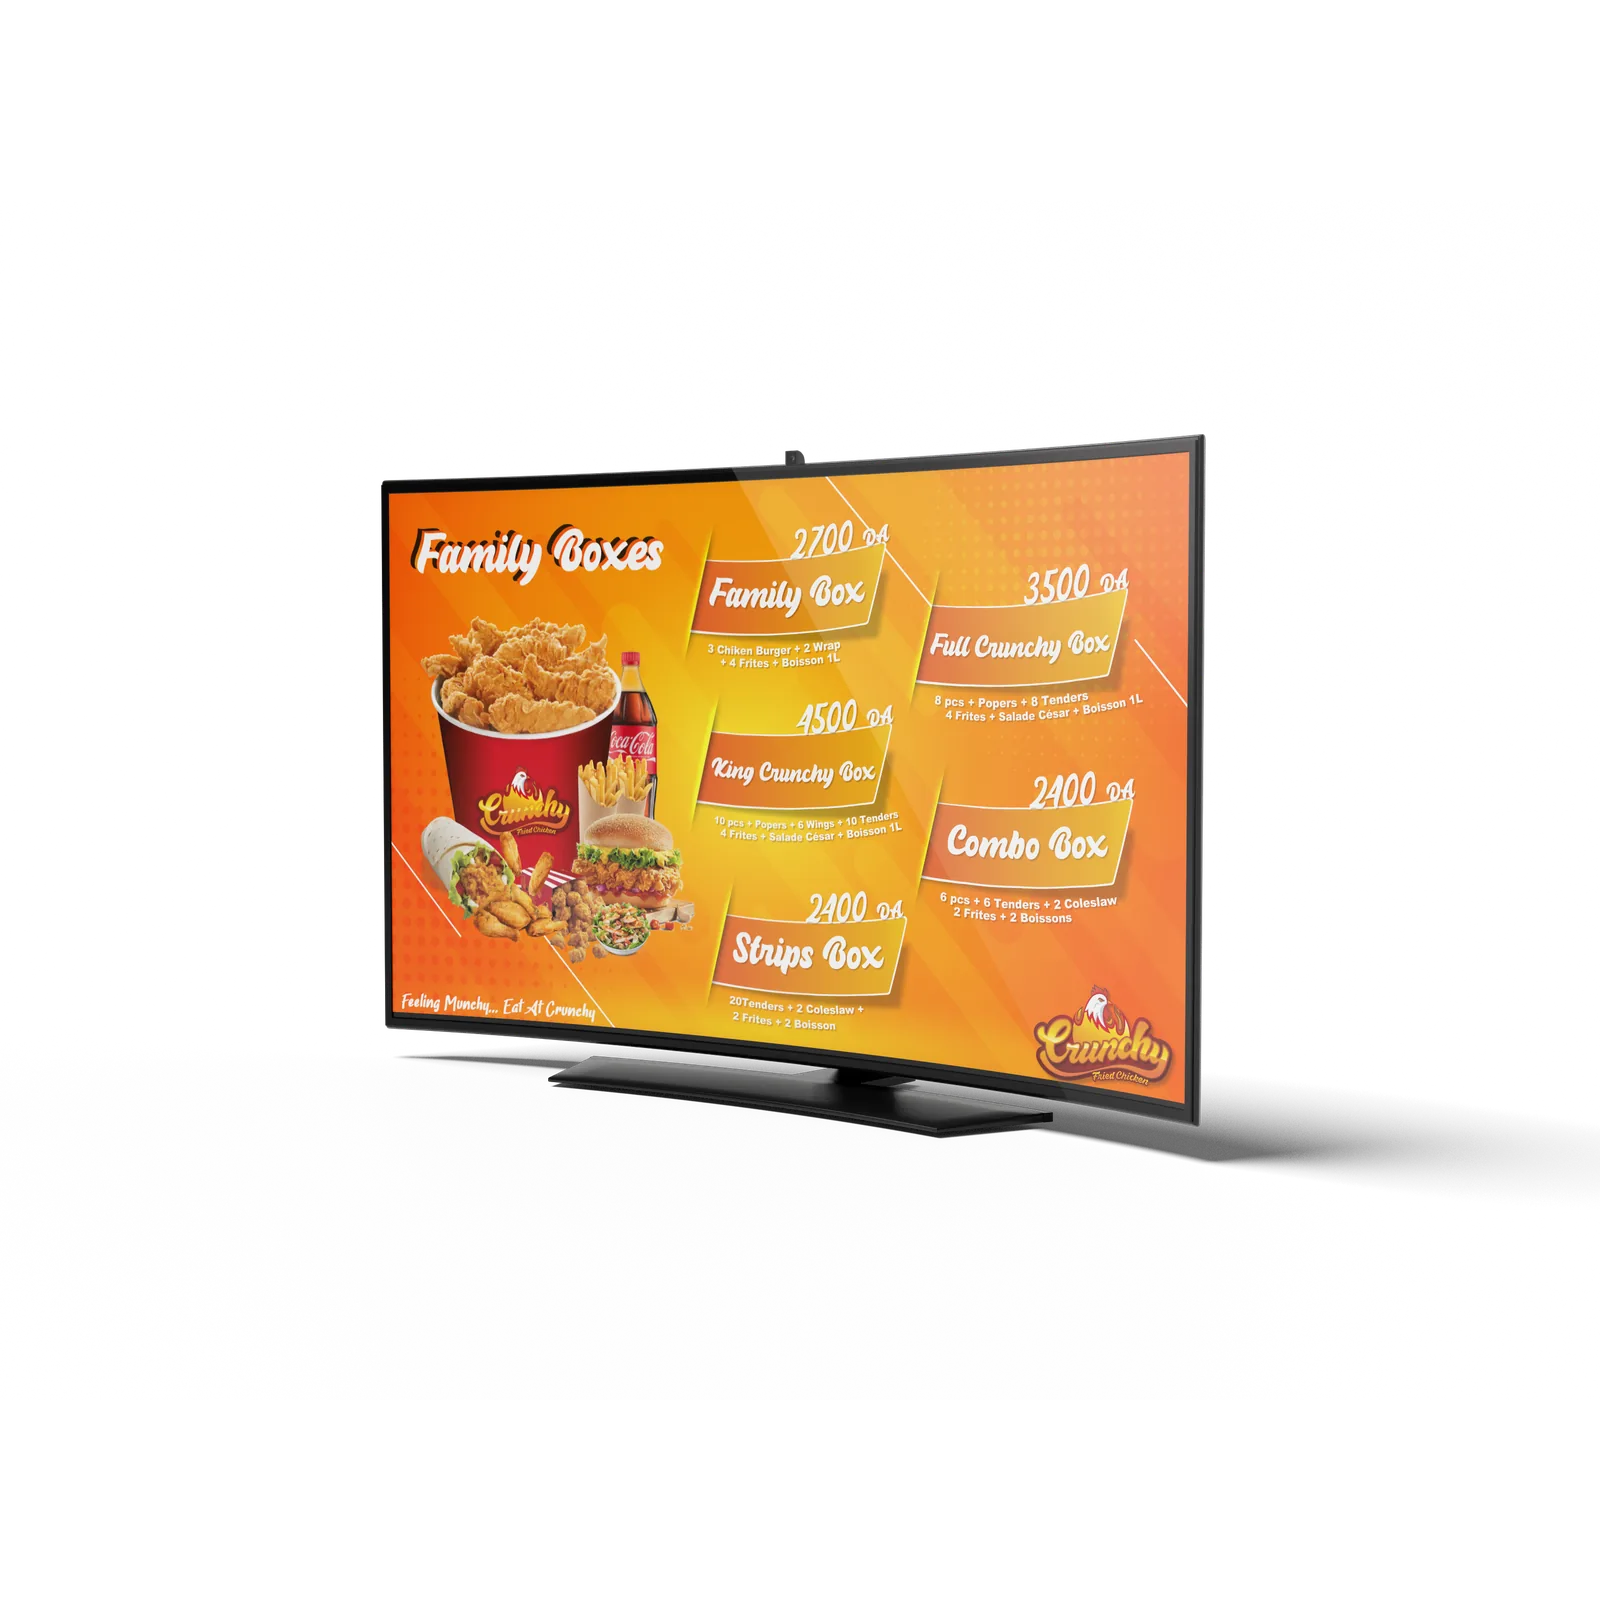 Family Boxes
2700 DA
Family Box
3 Chiken Burger + 2 Wrap
+ 4 Frites + Boisson 1L
4500 DA
King Crunchy Box
10 pcs + Popers + 6 Wings + 10 Tenders
4 Frites + Salade César + Boisson 1L
2400 DA
Strips Box
20Tenders + 2 Coleslaw +
2 Frites + 2 Boisson
3500 DA
Full Crunchy Box
8 pcs + Popers + 8 Tenders
4 Frites + Salade César + Boisson 1L
2400 DA
Combo Box
6 pcs + 6 Tenders + 2 Coleslaw
2 Frites + 2 Boissons
Coca-Cola
Crunchy
Fried Chicken
Feeling Munchy... Eat At Crunchy
Crunchy
Fried Chicken